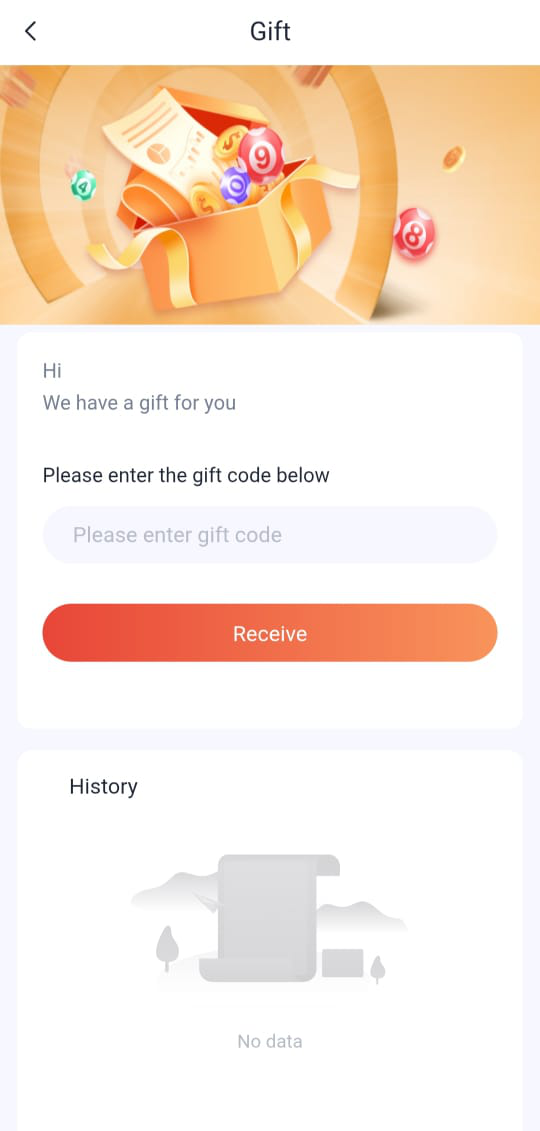 Gift
9
4
0
8
Hi
We have a gift for you
Please enter the gift code below
Please enter gift code
Receive
History
No data